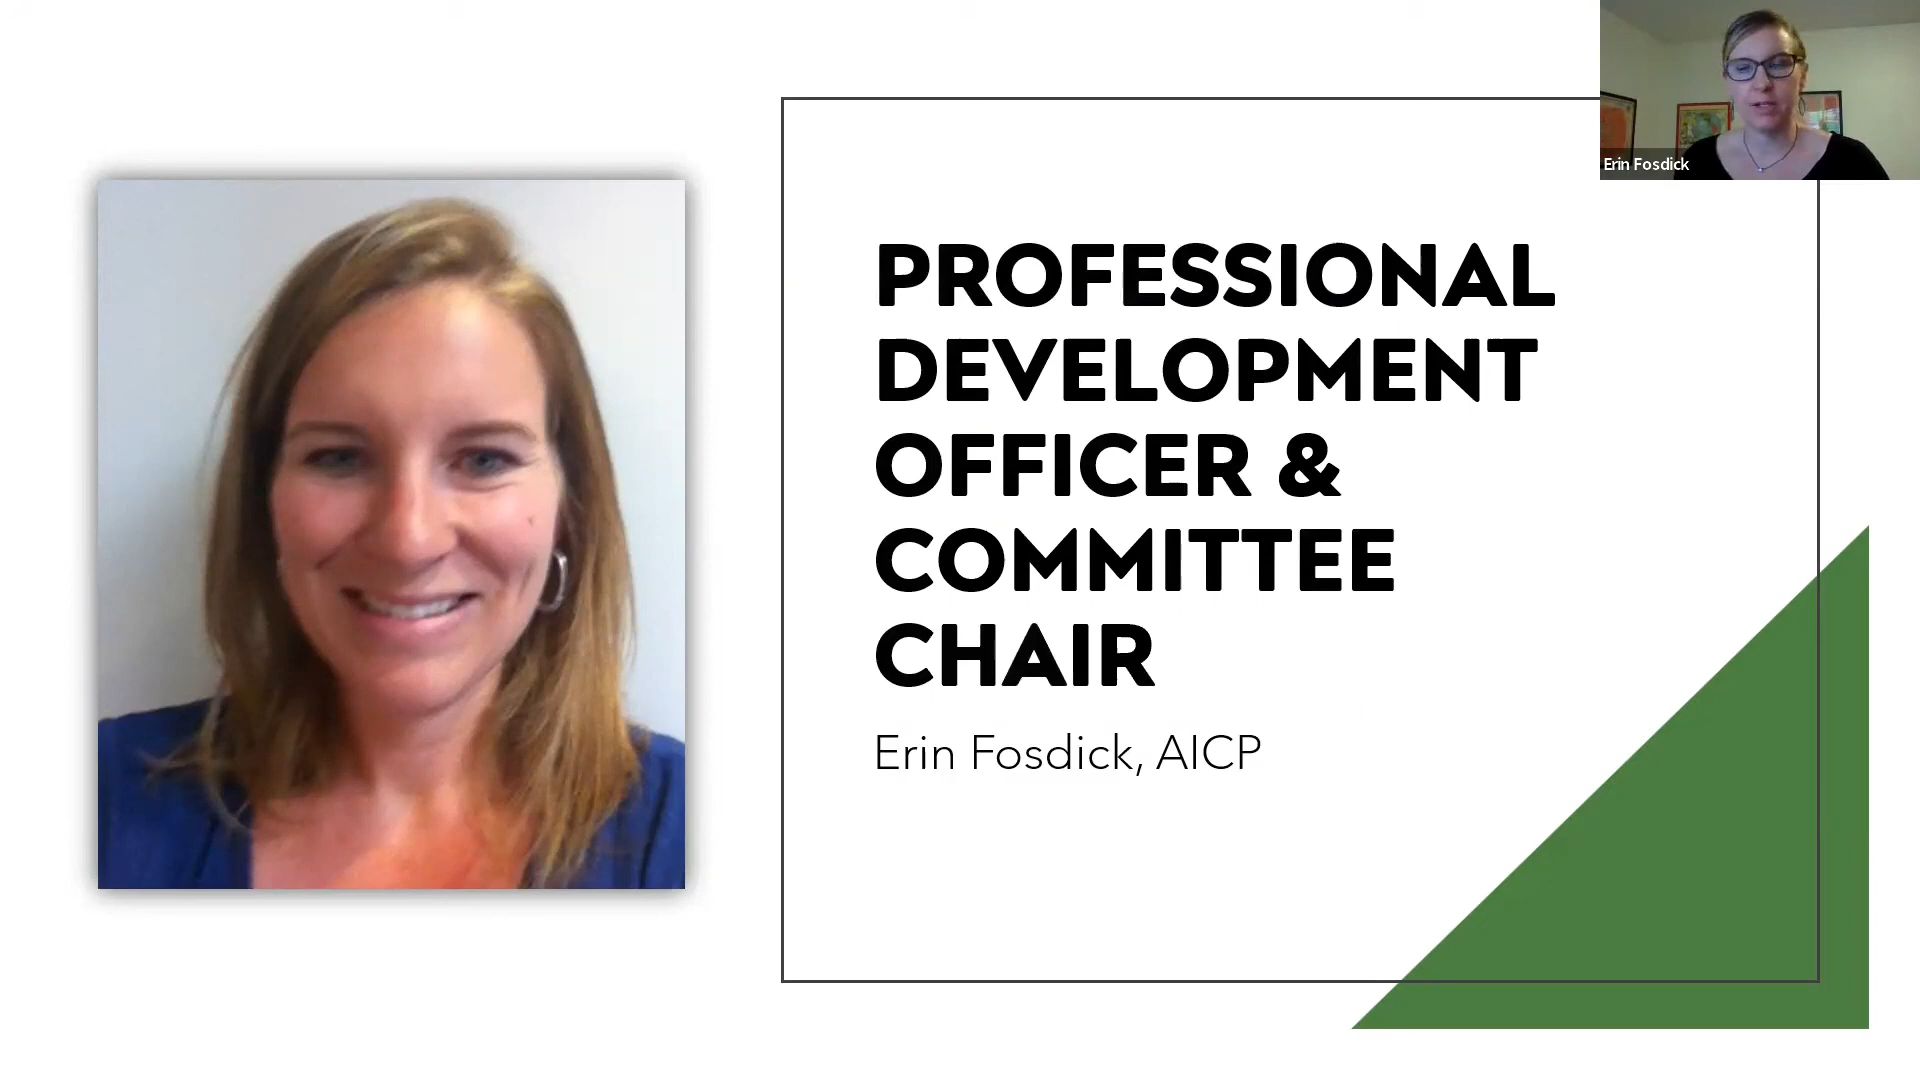 Erin Fosdick
PROFESSIONAL
DEVELOPMENT
OFFICER &
COMMITTEE
CHAIR
Erin Fosdick, AICP